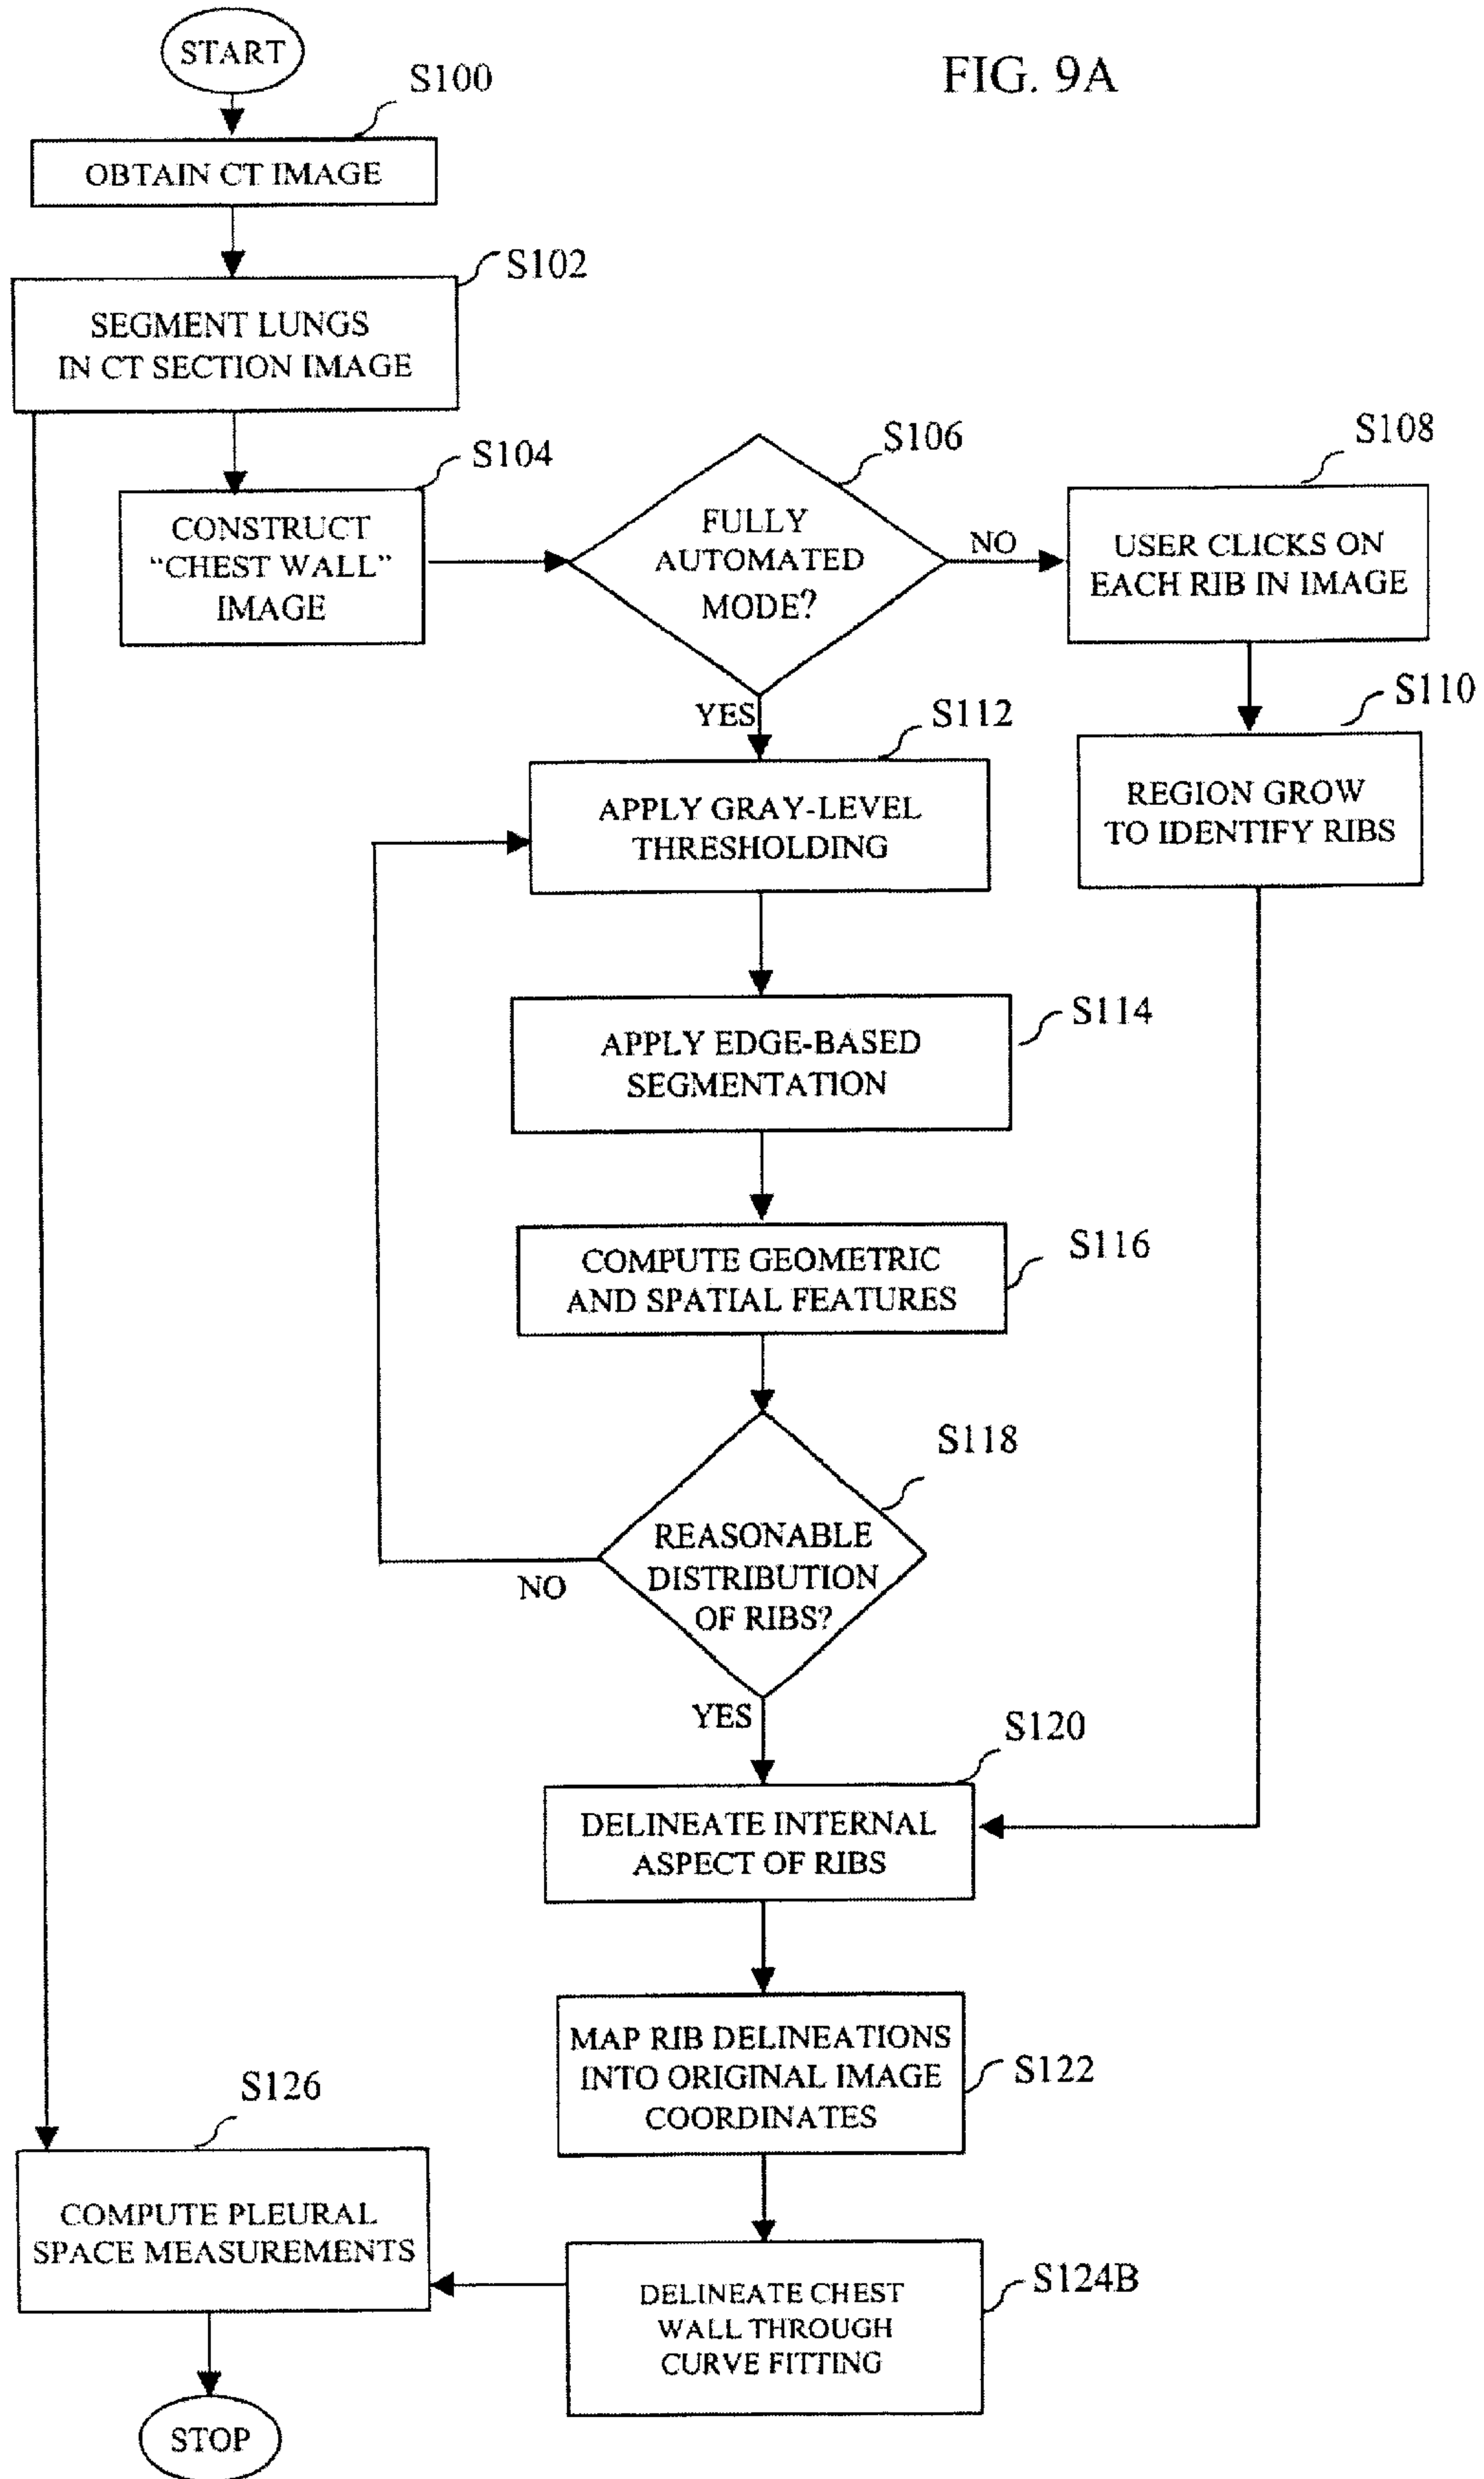 START
FIG. 9A
S100
OBTAIN CT IMAGE
S102
SEGMENT LUNGS
IN CT SECTION IMAGE
S104
CONSTRUCT
“CHEST WALL”
IMAGE
S106
FULLY
AUTOMATED
MODE?
NO
S108
USER CLICKS ON
EACH RIB IN IMAGE
S110
REGION GROW
TO IDENTIFY RIBS
YES
S112
APPLY GRAY-LEVEL
THRESHOLDING
S114
APPLY EDGE-BASED
SEGMENTATION
S116
COMPUTE GEOMETRIC
AND SPATIAL FEATURES
S118
REASONABLE
DISTRIBUTION
OF RIBS?
NO
YES
S120
DELINEATE INTERNAL
ASPECT OF RIBS
S122
MAP RIB DELINEATIONS
INTO ORIGINAL IMAGE
COORDINATES
S124B
DELINEATE CHEST
WALL THROUGH
CURVE FITTING
S126
COMPUTE PLEURAL
SPACE MEASUREMENTS
STOP